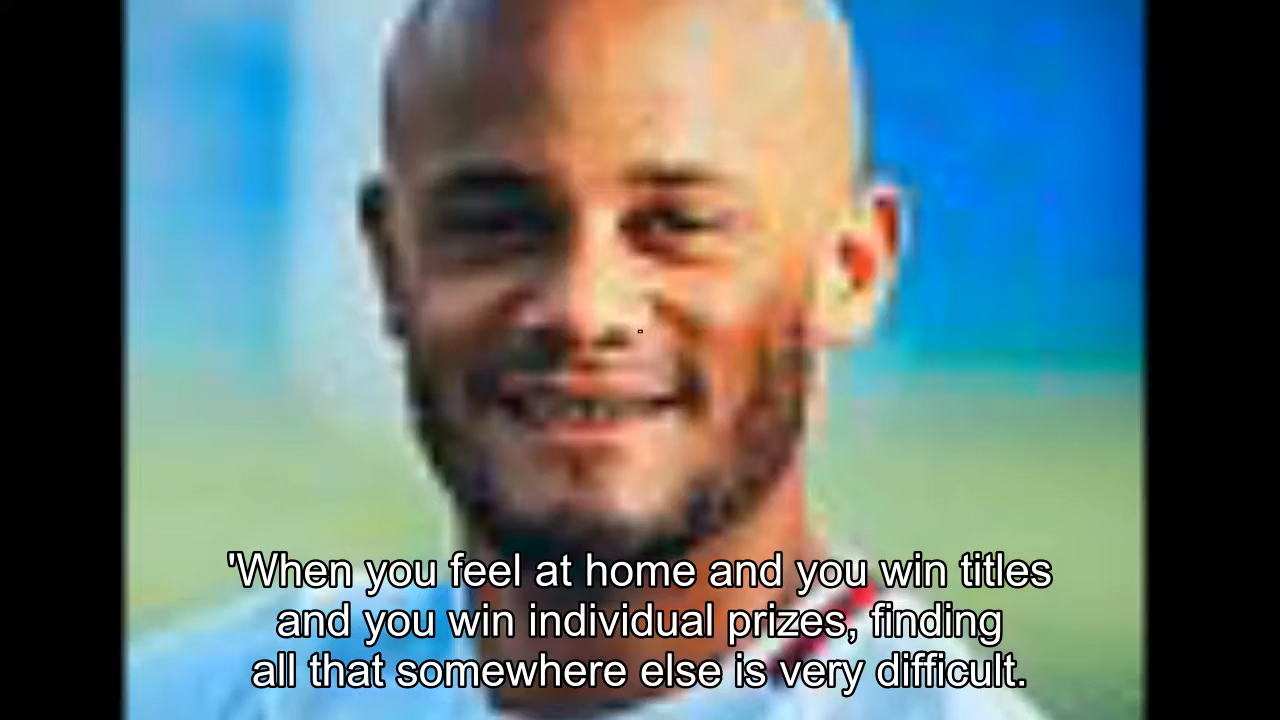 'When you feel at home and you win titles
and you win individual prizes, finding
all that somewhere else is very difficult.